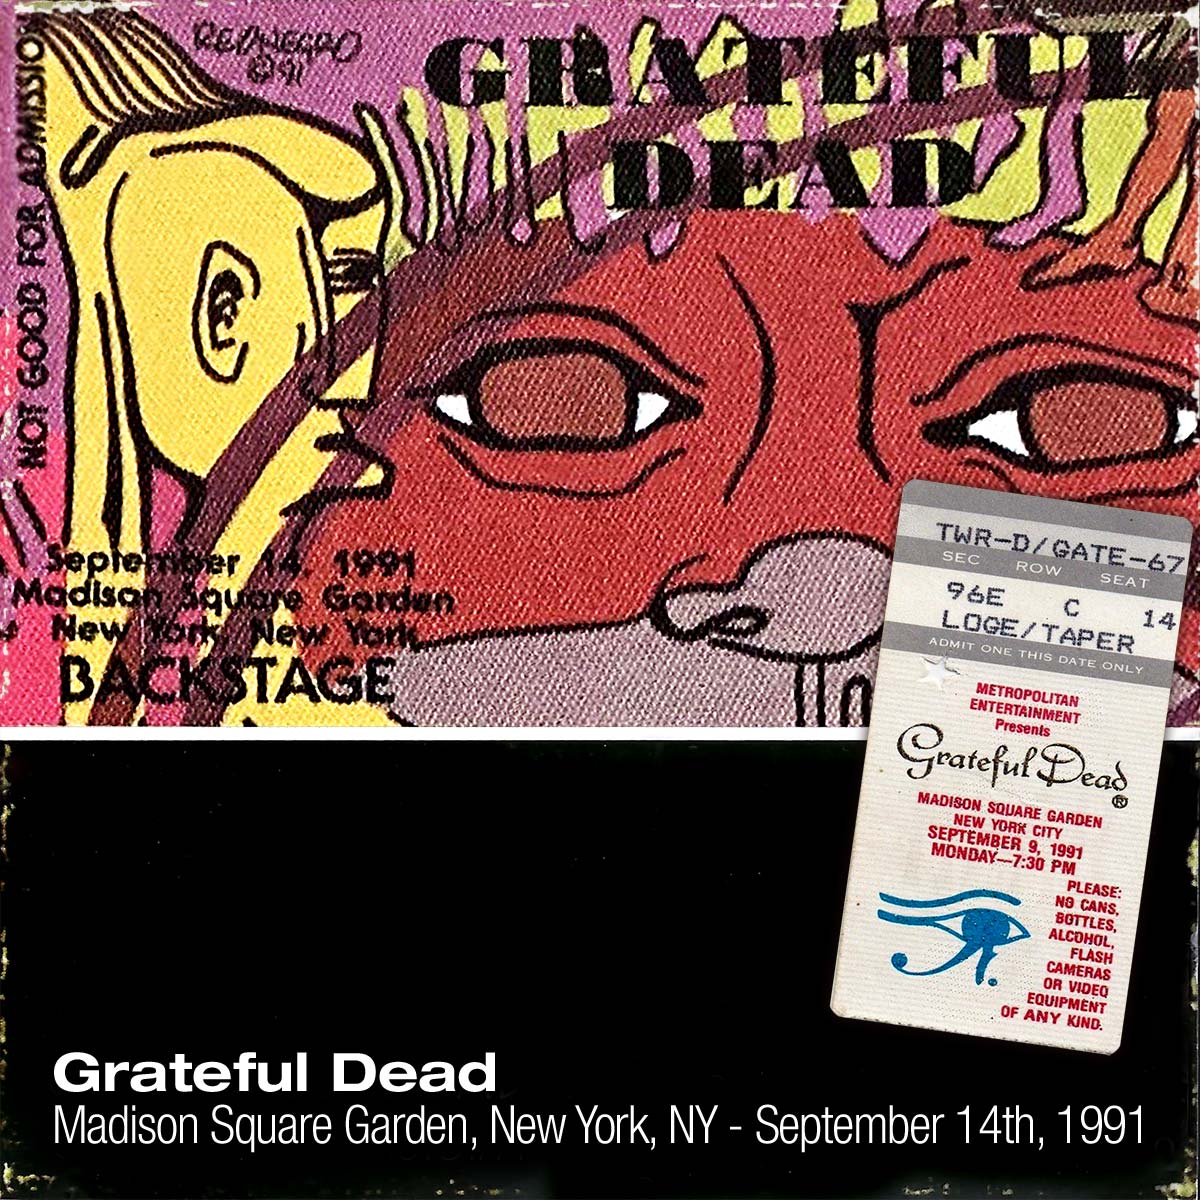 NOT GOOD FOR ADMISSION
REDNEGRO
©91
GRATEFUL
DEAD
September 14, 1991
Madison Square Garden
New York, New York
BACKSTAGE
TWR-D/GATE-67
SEC ROW SEAT
96E C 14
LOGE/TAPER
ADMIT ONE THIS DATE ONLY
METROPOLITAN
ENTERTAINMENT
Presents
Grateful Dead®
MADISON SQUARE GARDEN
NEW YORK CITY
SEPTEMBER 9, 1991
MONDAY—7:30 PM
PLEASE:
NO CANS,
BOTTLES,
ALCOHOL,
FLASH
CAMERAS
OR VIDEO
EQUIPMENT
OF ANY KIND.
Grateful Dead
Madison Square Garden, New York, NY - September 14th, 1991